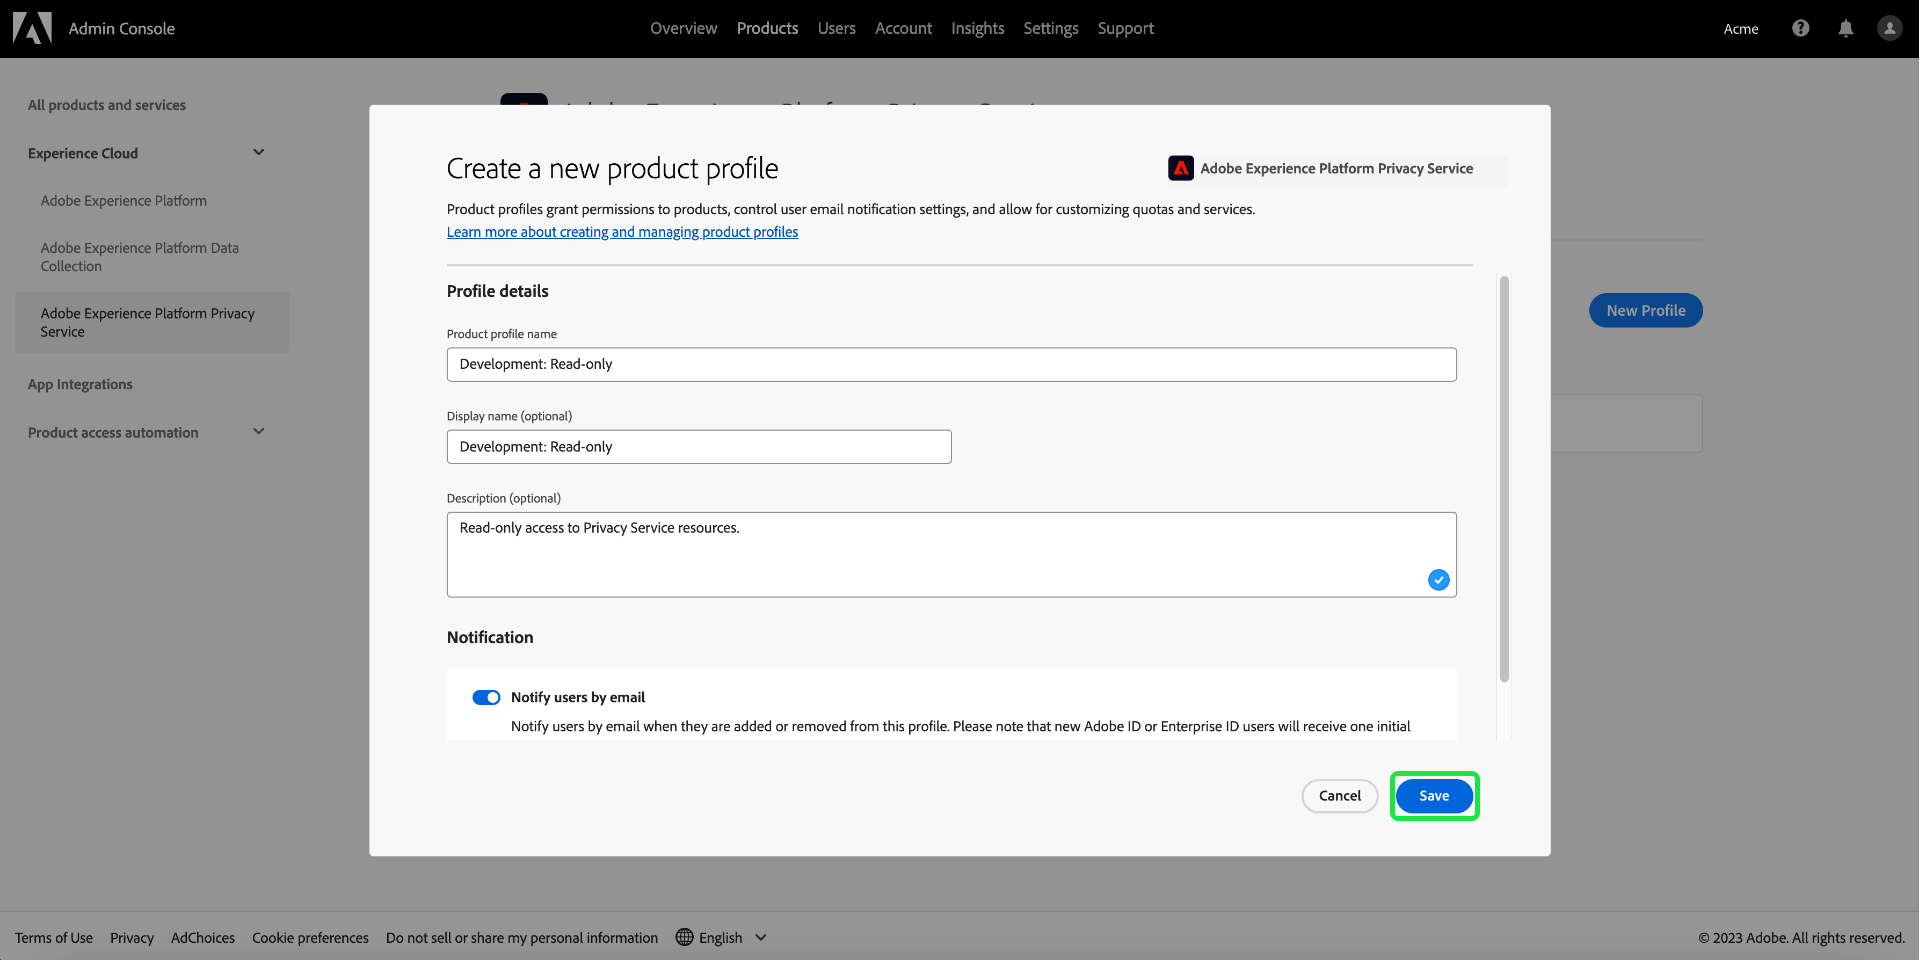 Admin Console
Overview Products Users Account Insights Settings Support
Acme
All products and services
Experience Cloud
Adobe Experience Platform
Adobe Experience Platform Data
Collection
Adobe Experience Platform Privacy
Service
App Integrations
Product access automation
New Profile
Create a new product profile
Adobe Experience Platform Privacy Service
Product profiles grant permissions to products, control user email notification settings, and allow for customizing quotas and services.
Learn more about creating and managing product profiles
Profile details
Product profile name
Development: Read-only
Display name (optional)
Development: Read-only
Description (optional)
Read-only access to Privacy Service resources.
Notification
Notify users by email
Notify users by email when they are added or removed from this profile. Please note that new Adobe ID or Enterprise ID users will receive one initial
Cancel Save
Terms of Use Privacy AdChoices Cookie preferences Do not sell or share my personal information English
© 2023 Adobe. All rights reserved.